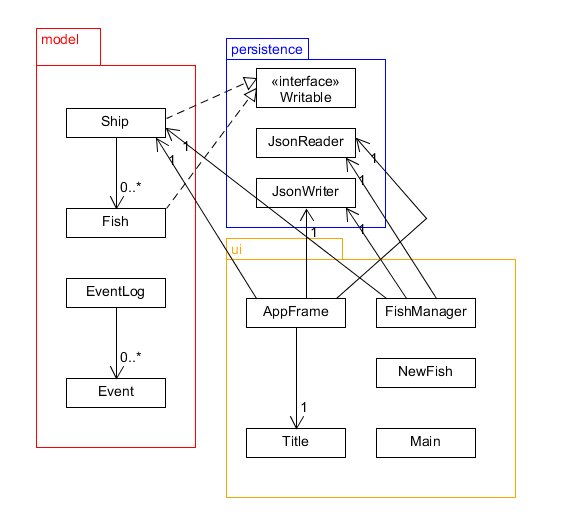 model
persistence
«interface»
Writable
Ship
JsonReader
1
1
1
1
JsonWriter
0..*
Fish
1
1
ui
EventLog
AppFrame
FishManager
0..*
NewFish
Event
1
Title
Main